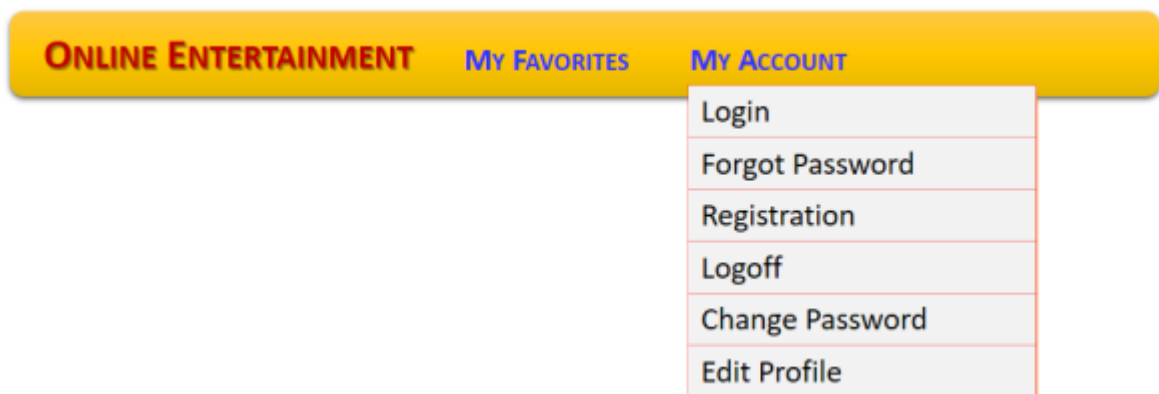 ONLINE ENTERTAINMENT MY FAVORITES MY ACCOUNT
Login
Forgot Password
Registration
Logoff
Change Password
Edit Profile